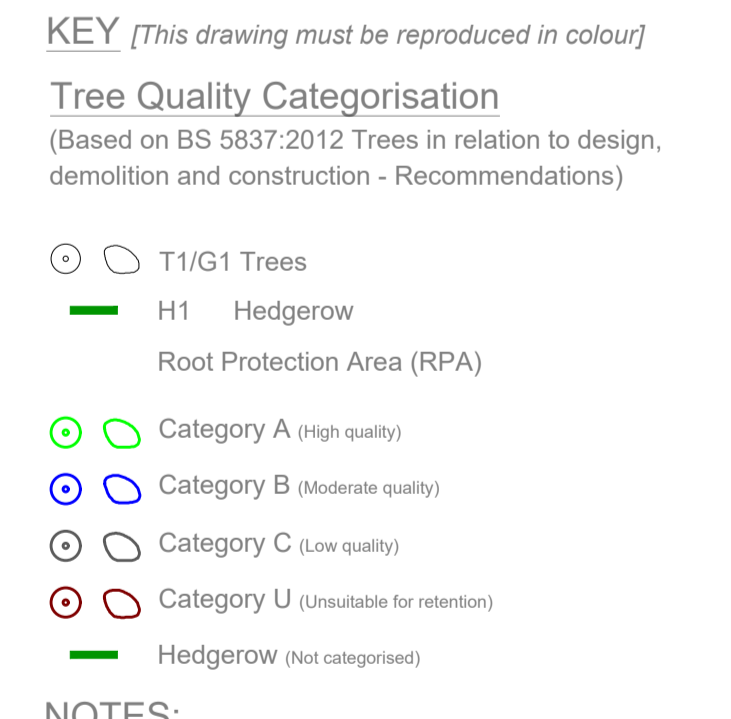 KEY [This drawing must be reproduced in colour]
Tree Quality Categorisation
(Based on BS 5837:2012 Trees in relation to design,
demolition and construction - Recommendations)
T1/G1 Trees
H1 Hedgerow
Root Protection Area (RPA)
Category A (High quality)
Category B (Moderate quality)
Category C (Low quality)
Category U (Unsuitable for retention)
Hedgerow (Not categorised)
NOTES: